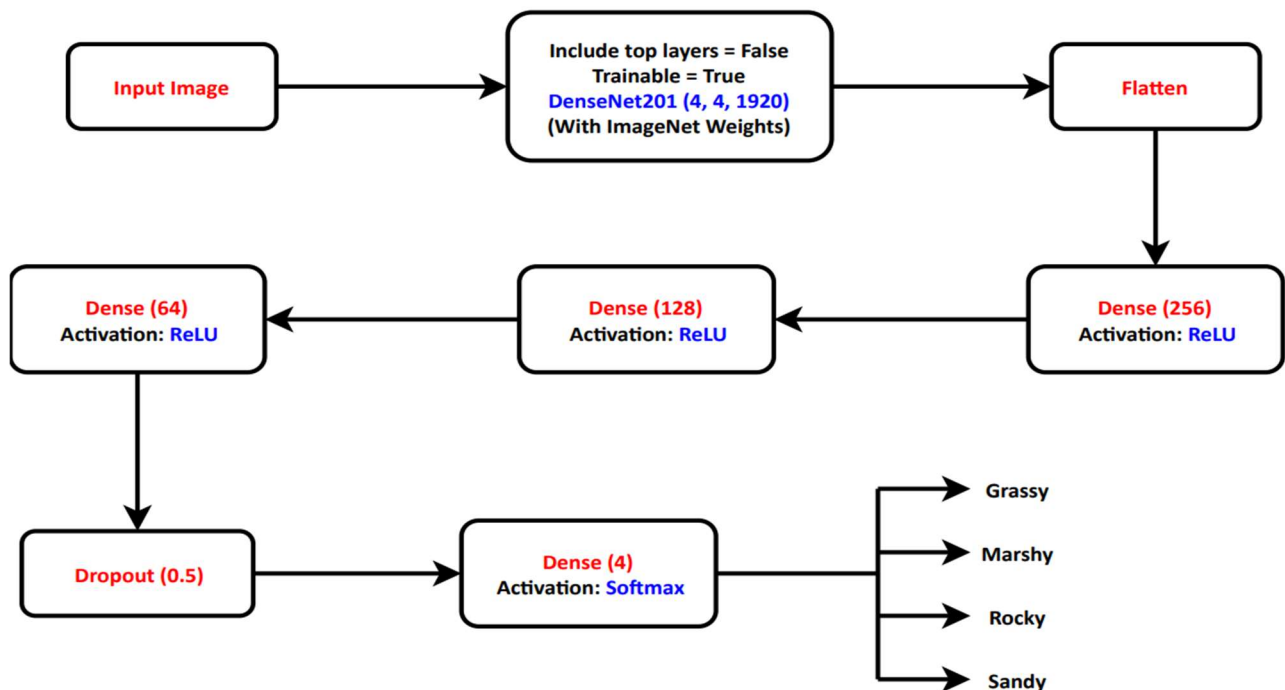 Input Image
Include top layers = False
Trainable = True
DenseNet201 (4, 4, 1920)
(With ImageNet Weights)
Flatten
Dense (256)
Activation: ReLU
Dense (128)
Activation: ReLU
Dense (64)
Activation: ReLU
Dropout (0.5)
Dense (4)
Activation: Softmax
Grassy
Marshy
Rocky
Sandy